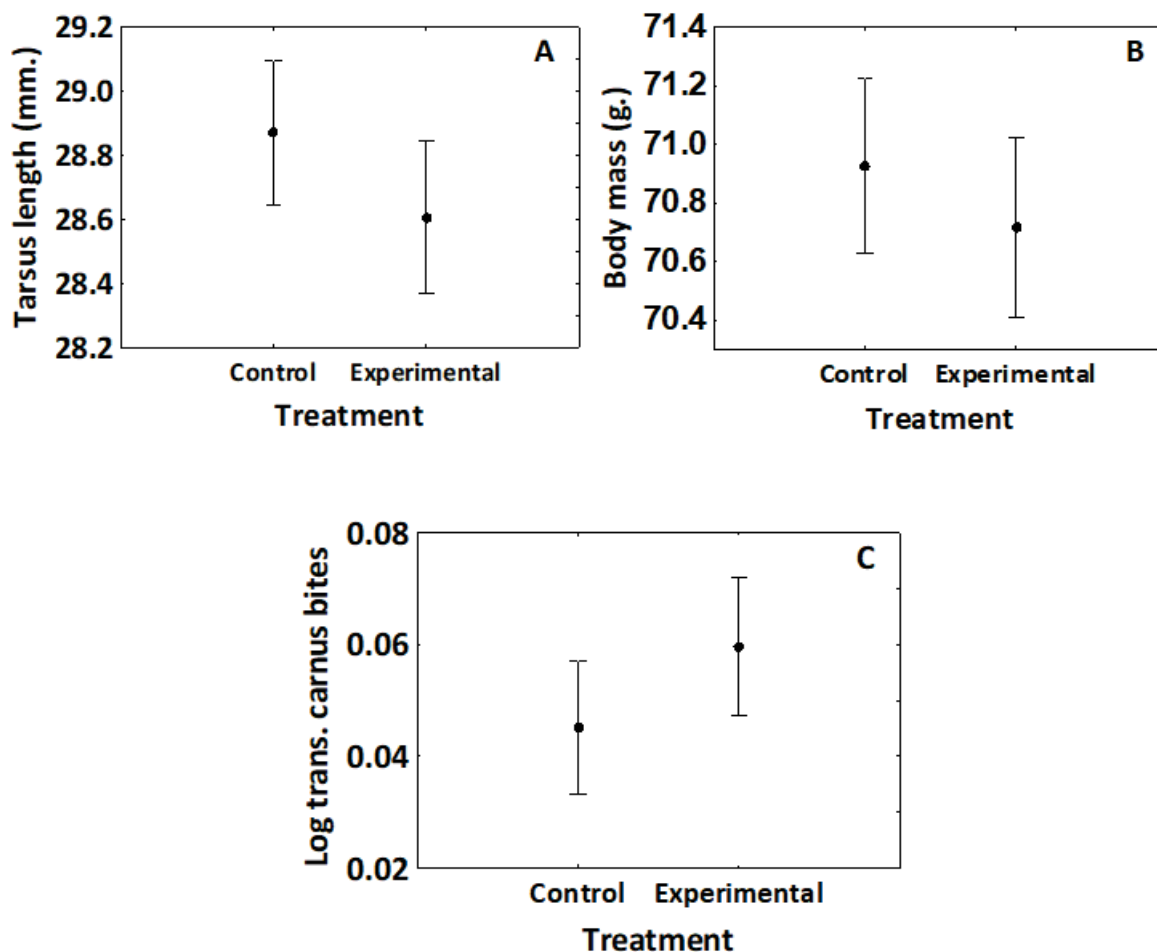 A
Tarsus length (mm.)
29.2
29.0
28.8
28.6
28.4
28.2
Control Experimental
Treatment
B
Body mass (g.)
71.4
71.2
71.0
70.8
70.6
70.4
Control Experimental
Treatment
C
Log trans. carnus bites
0.08
0.06
0.04
0.02
Control Experimental
Treatment